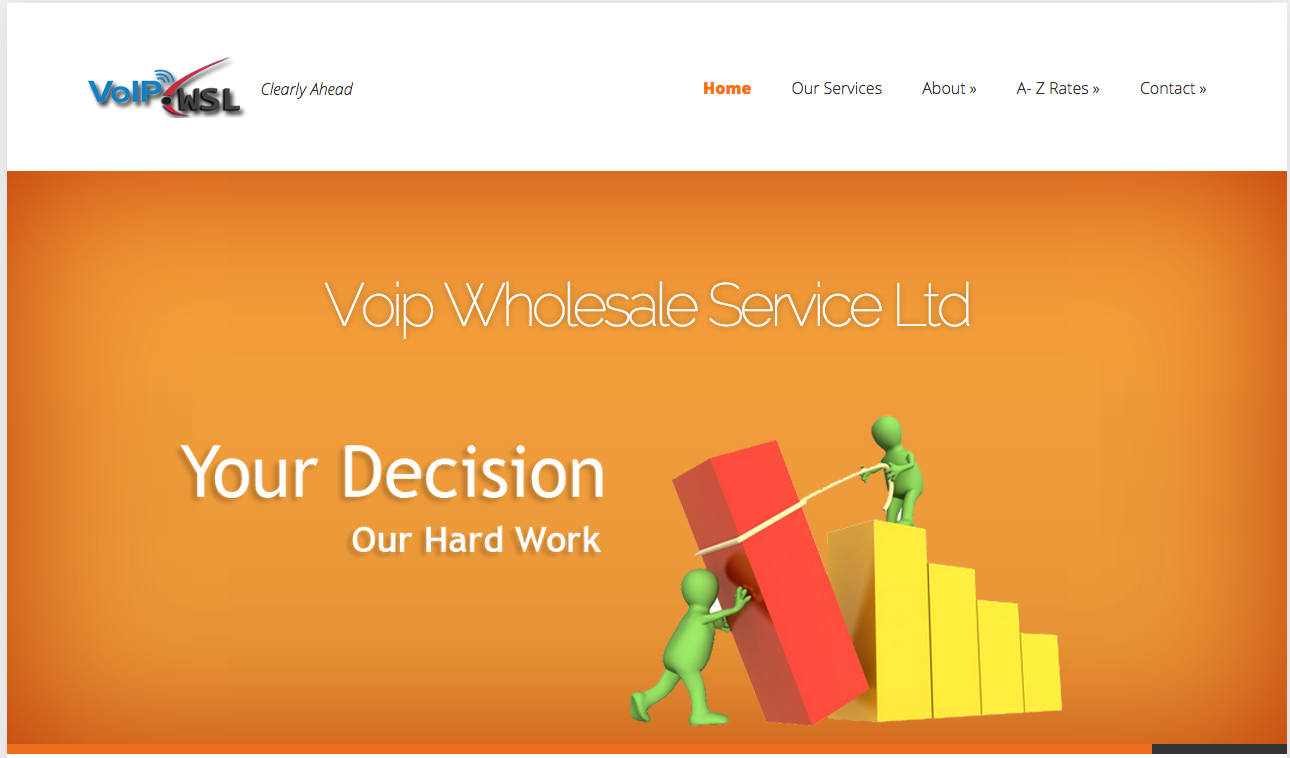 VoIP WSL
Clearly Ahead
Home Our Services About » A- Z Rates » Contact »
Voip Wholesale Service Ltd
Your Decision
Our Hard Work